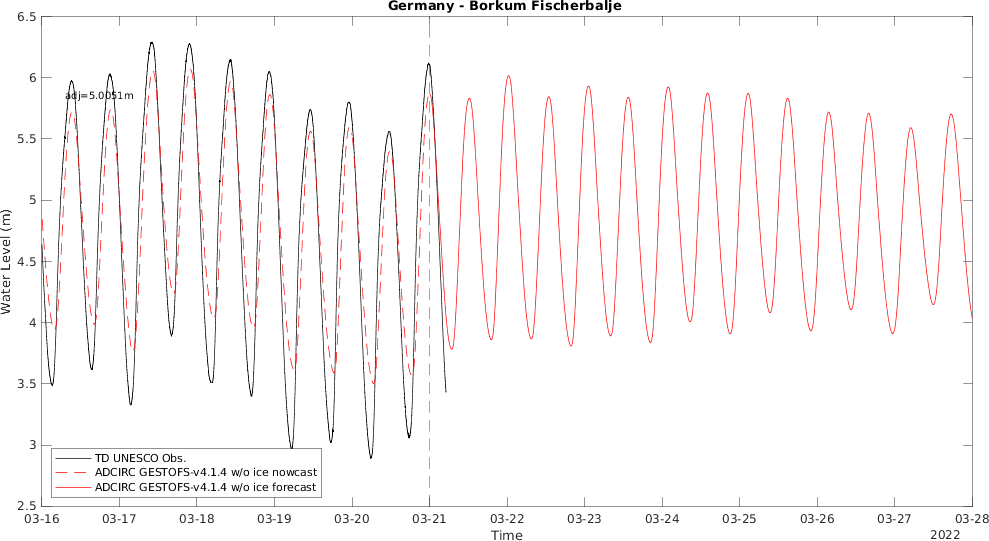 Germany - Borkum Fischerbalje
6.5
6
5.5
5
4.5
4
3.5
3
2.5
Water Level (m)
adj=5.0051m
TD UNESCO Obs.
ADCIRC GESTOFS-v4.1.4 w/o ice nowcast
ADCIRC GESTOFS-v4.1.4 w/o ice forecast
03-16 03-17 03-18 03-19 03-20 03-21 03-22 03-23 03-24 03-25 03-26 03-27 03-28
Time
2022